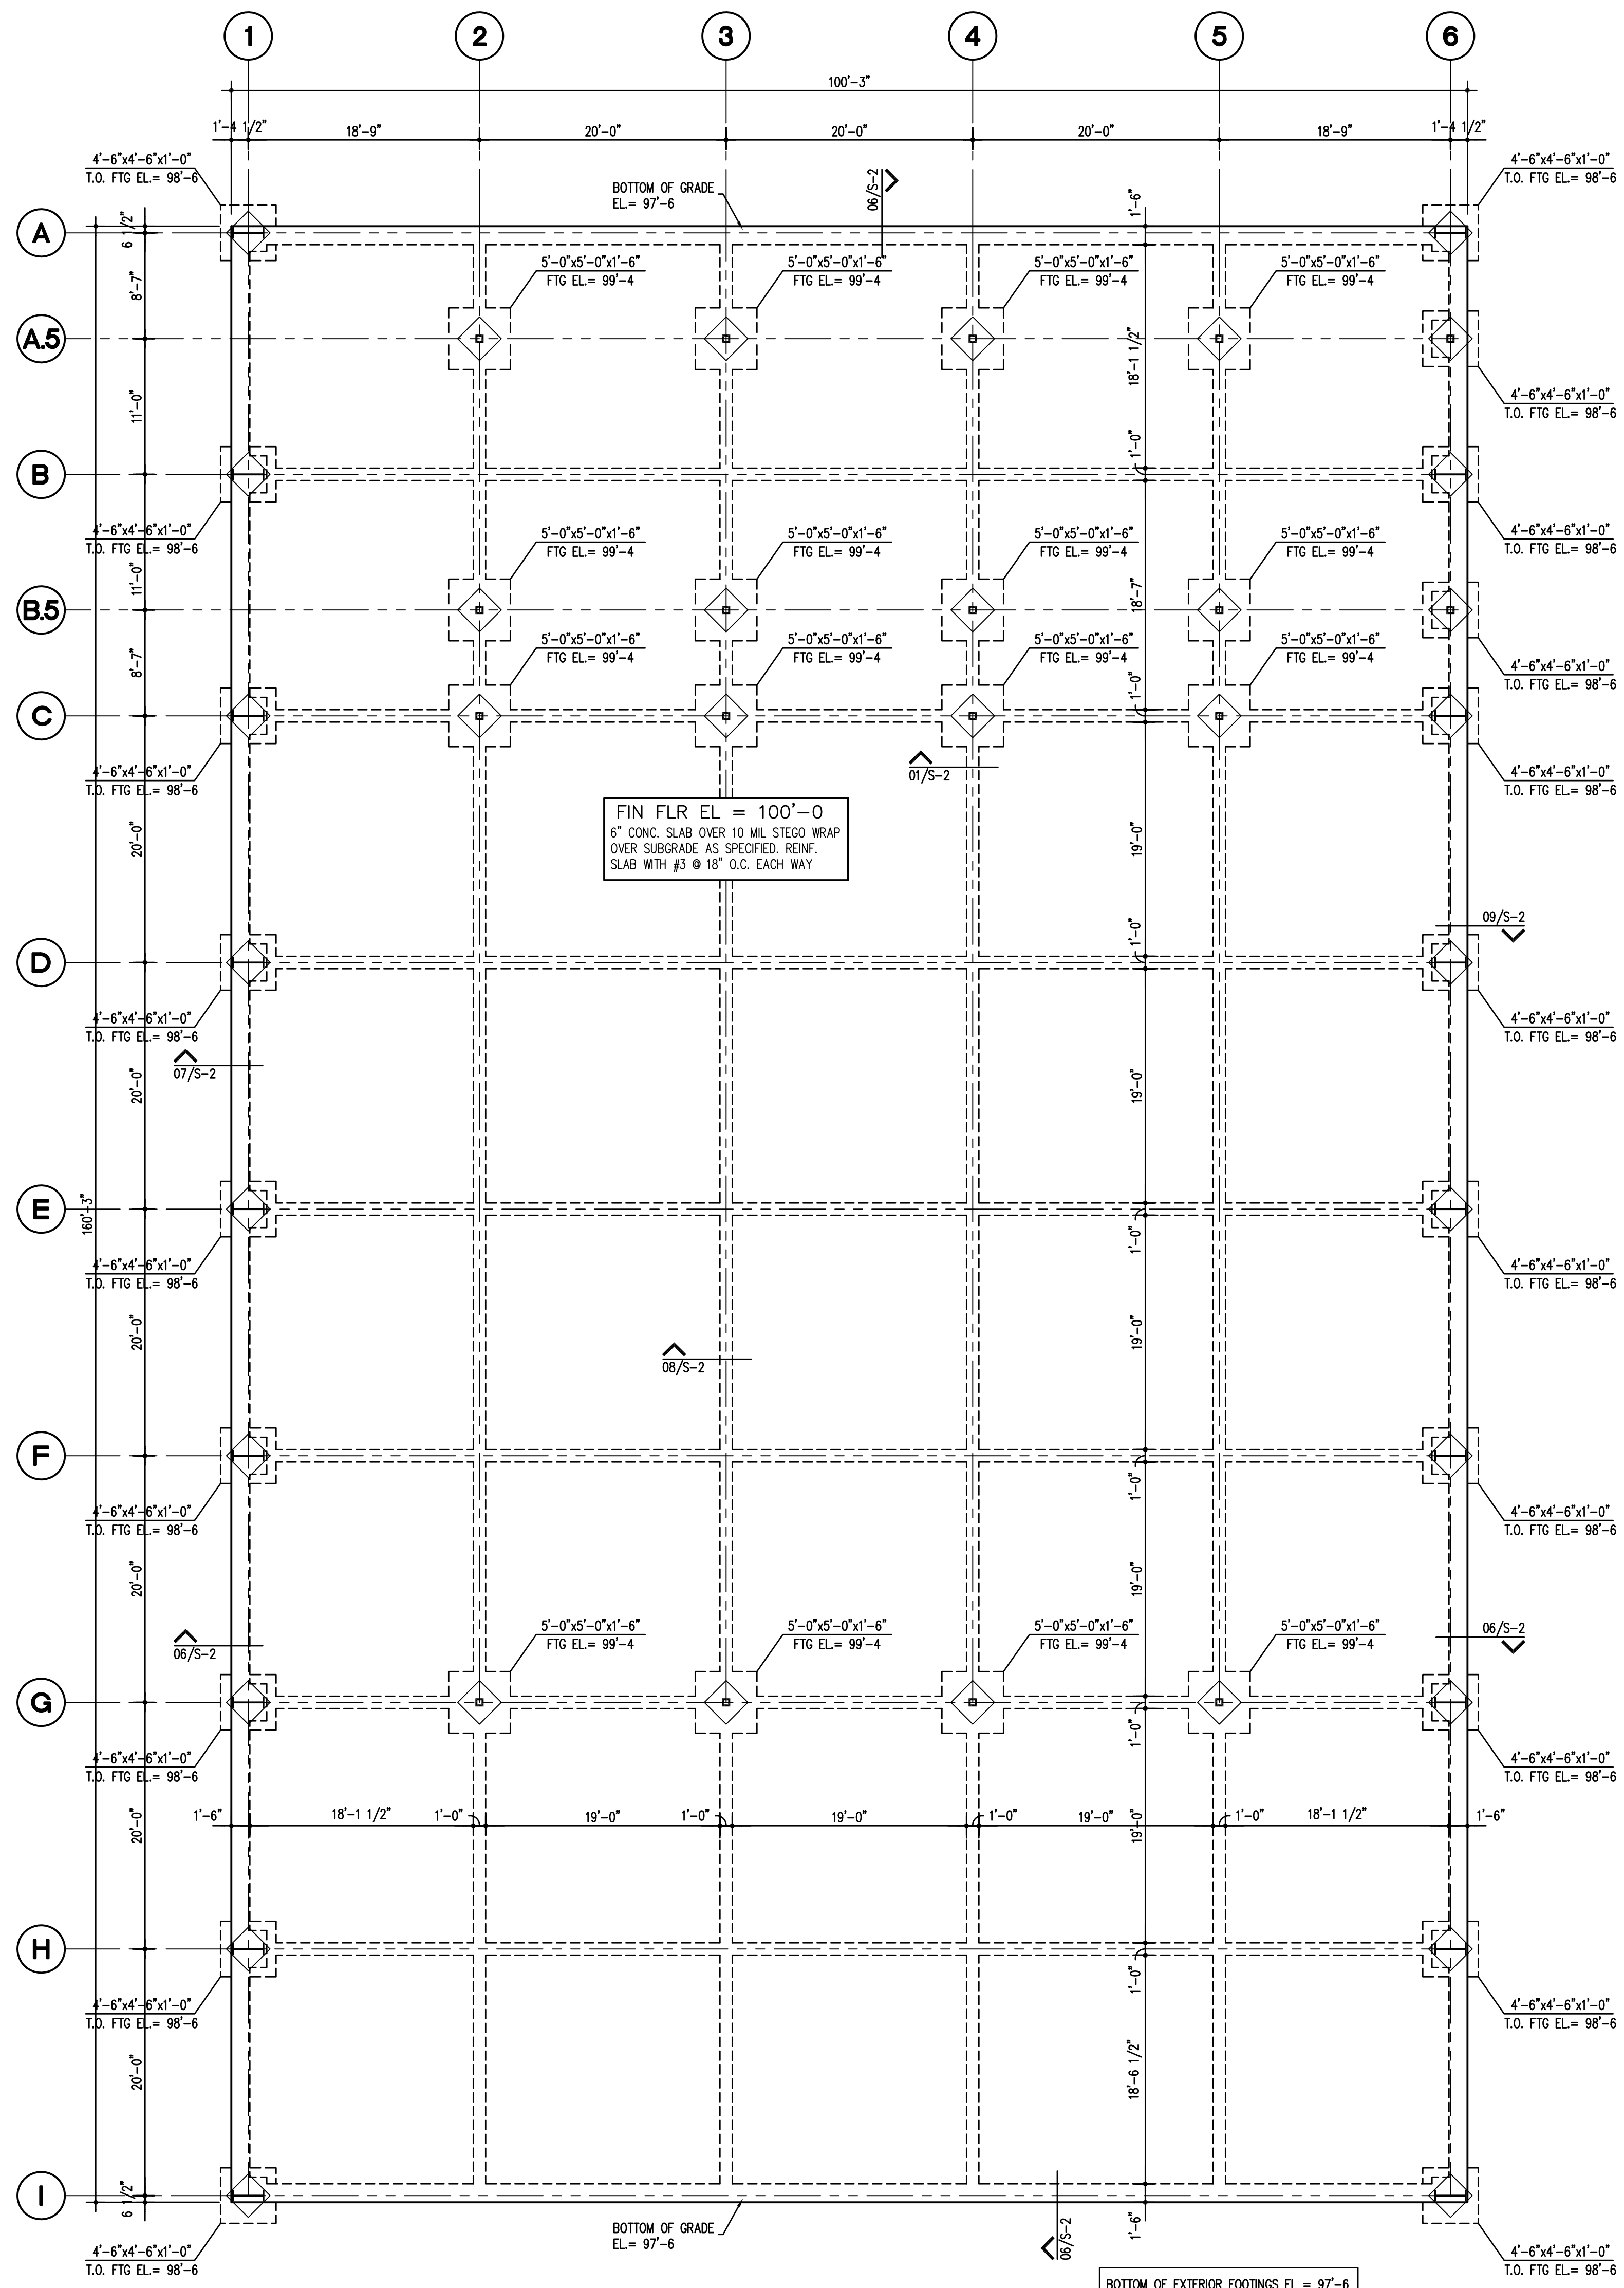 1 2 3 4 5 6
100'-3"
1'-4 1/2" 18'-9" 20'-0" 20'-0" 20'-0" 18'-9" 1'-4 1/2"
4'-6"x4'-6"x1'-0"
T.O. FTG EL.= 98'-6
BOTTOM OF GRADE
EL.= 97'-6
06/S-2
1'-6"
4'-6"x4'-6"x1'-0"
T.O. FTG EL.= 98'-6
A
6 1/2"
8'-7"
5'-0"x5'-0"x1'-6"
FTG EL.= 99'-4
5'-0"x5'-0"x1'-6"
FTG EL.= 99'-4
5'-0"x5'-0"x1'-6"
FTG EL.= 99'-4
5'-0"x5'-0"x1'-6"
FTG EL.= 99'-4
A.5
18'-1 1/2"
11'-0"
4'-6"x4'-6"x1'-0"
T.O. FTG EL.= 98'-6
1'-0"
B
4'-6"x4'-6"x1'-0"
T.O. FTG EL.= 98'-6
5'-0"x5'-0"x1'-6"
FTG EL.= 99'-4
5'-0"x5'-0"x1'-6"
FTG EL.= 99'-4
5'-0"x5'-0"x1'-6"
FTG EL.= 99'-4
5'-0"x5'-0"x1'-6"
FTG EL.= 99'-4
4'-6"x4'-6"x1'-0"
T.O. FTG EL.= 98'-6
11'-0"
18'-7"
B.5
8'-7"
5'-0"x5'-0"x1'-6"
FTG EL.= 99'-4
5'-0"x5'-0"x1'-6"
FTG EL.= 99'-4
5'-0"x5'-0"x1'-6"
FTG EL.= 99'-4
5'-0"x5'-0"x1'-6"
FTG EL.= 99'-4
4'-6"x4'-6"x1'-0"
T.O. FTG EL.= 98'-6
1'-0"
C
4'-6"x4'-6"x1'-0"
T.O. FTG EL.= 98'-6
01/S-2
4'-6"x4'-6"x1'-0"
T.O. FTG EL.= 98'-6
FIN FLR EL = 100'-0
6" CONC. SLAB OVER 10 MIL STEGO WRAP
OVER SUBGRADE AS SPECIFIED. REINF.
SLAB WITH #3 @ 18" O.C. EACH WAY
20'-0"
19'-0"
09/S-2
1'-0"
D
4'-6"x4'-6"x1'-0"
T.O. FTG EL.= 98'-6
4'-6"x4'-6"x1'-0"
T.O. FTG EL.= 98'-6
07/S-2
20'-0"
19'-0"
E
160'-3"
1'-0"
4'-6"x4'-6"x1'-0"
T.O. FTG EL.= 98'-6
4'-6"x4'-6"x1'-0"
T.O. FTG EL.= 98'-6
20'-0"
19'-0"
08/S-2
F
1'-0"
4'-6"x4'-6"x1'-0"
T.O. FTG EL.= 98'-6
4'-6"x4'-6"x1'-0"
T.O. FTG EL.= 98'-6
20'-0"
19'-0"
06/S-2
5'-0"x5'-0"x1'-6"
FTG EL.= 99'-4
5'-0"x5'-0"x1'-6"
FTG EL.= 99'-4
5'-0"x5'-0"x1'-6"
FTG EL.= 99'-4
5'-0"x5'-0"x1'-6"
FTG EL.= 99'-4
06/S-2
G
1'-0"
4'-6"x4'-6"x1'-0"
T.O. FTG EL.= 98'-6
4'-6"x4'-6"x1'-0"
T.O. FTG EL.= 98'-6
20'-0"
1'-6" 18'-1 1/2" 1'-0" 19'-0" 1'-0" 19'-0" 1'-0" 19'-0" 1'-0" 18'-1 1/2" 1'-6"
19'-0"
H
1'-0"
4'-6"x4'-6"x1'-0"
T.O. FTG EL.= 98'-6
4'-6"x4'-6"x1'-0"
T.O. FTG EL.= 98'-6
20'-0"
18'-6 1/2"
I
6 1/2"
BOTTOM OF GRADE
EL.= 97'-6
06/S-2
1'-6"
4'-6"x4'-6"x1'-0"
T.O. FTG EL.= 98'-6
4'-6"x4'-6"x1'-0"
T.O. FTG EL.= 98'-6
BOTTOM OF EXTERIOR FOOTINGS EL = 97'-6